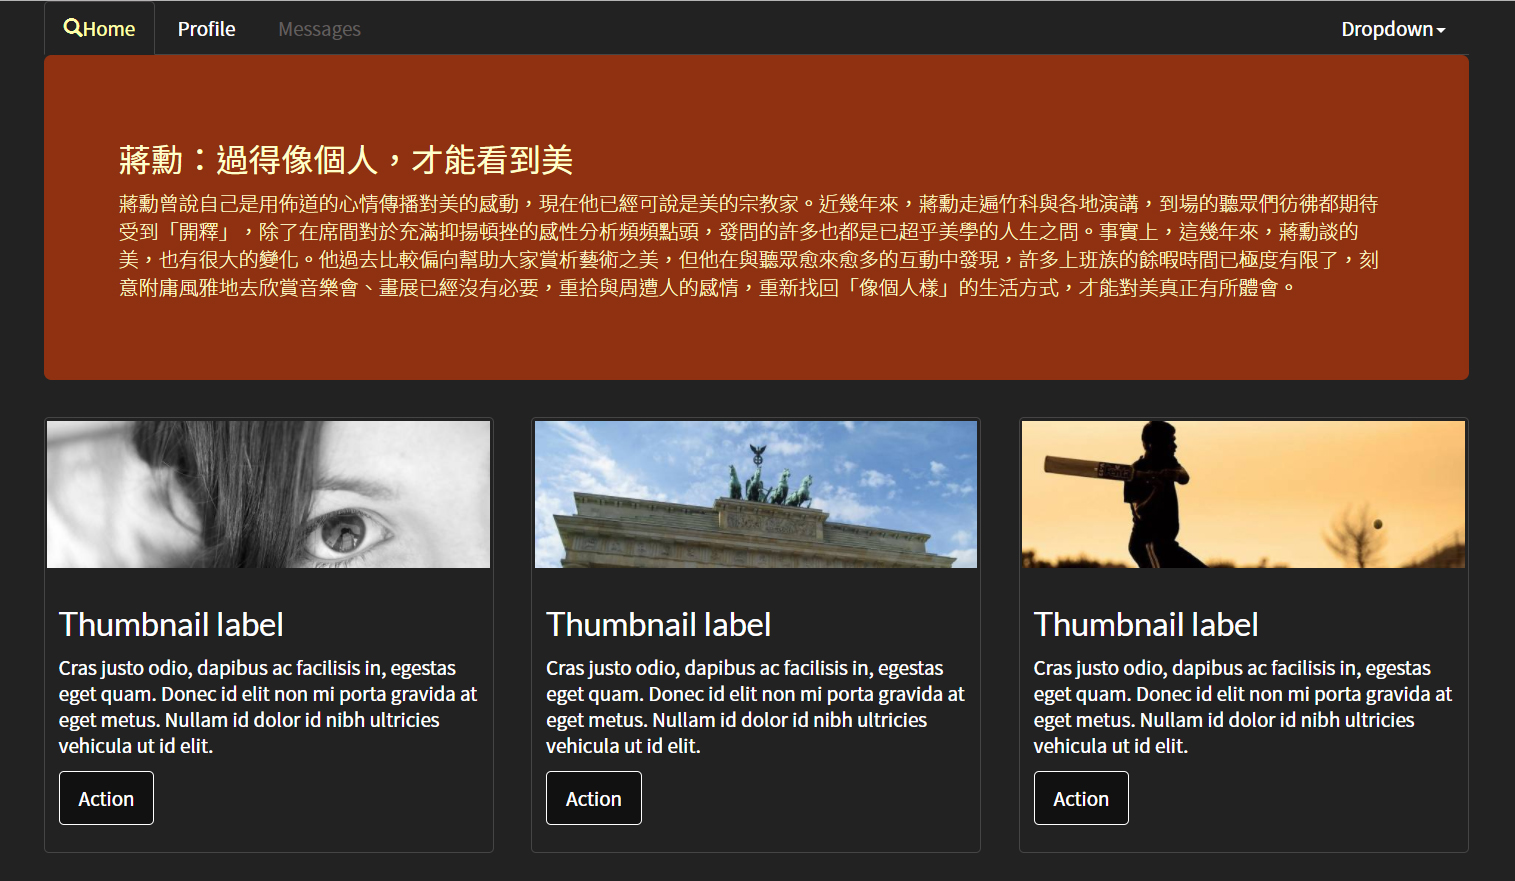 Home Profile Messages Dropdown
蔣勳：過得像個人，才能看到美
蔣勳曾說自己是用佈道的心情傳播對美的感動，現在他已經可說是美的宗教家。近幾年來，蔣勳走遍竹科與各地演講，到場的聽眾們彷彿都期待
受到「開釋」，除了在席間對於充滿抑揚頓挫的感性分析頻頻點頭，發問的許多也都是已超乎美學的人生之問。事實上，這幾年來，蔣勳談的
美，也有很大的變化。他過去比較偏向幫助大家賞析藝術之美，但他在與聽眾愈來愈多的互動中發現，許多上班族的餘暇時間已極度有限了，刻
意附庸風雅地去欣賞音樂會、畫展已經沒有必要，重拾與周遭人的感情，重新找回「像個人樣」的生活方式，才能對美真正有所體會。
Thumbnail label
Cras justo odio, dapibus ac facilisis in, egestas
eget quam. Donec id elit non mi porta gravida at
eget metus. Nullam id dolor id nibh ultricies
vehicula ut id elit.
Action
Thumbnail label
Cras justo odio, dapibus ac facilisis in, egestas
eget quam. Donec id elit non mi porta gravida at
eget metus. Nullam id dolor id nibh ultricies
vehicula ut id elit.
Action
Thumbnail label
Cras justo odio, dapibus ac facilisis in, egestas
eget quam. Donec id elit non mi porta gravida at
eget metus. Nullam id dolor id nibh ultricies
vehicula ut id elit.
Action